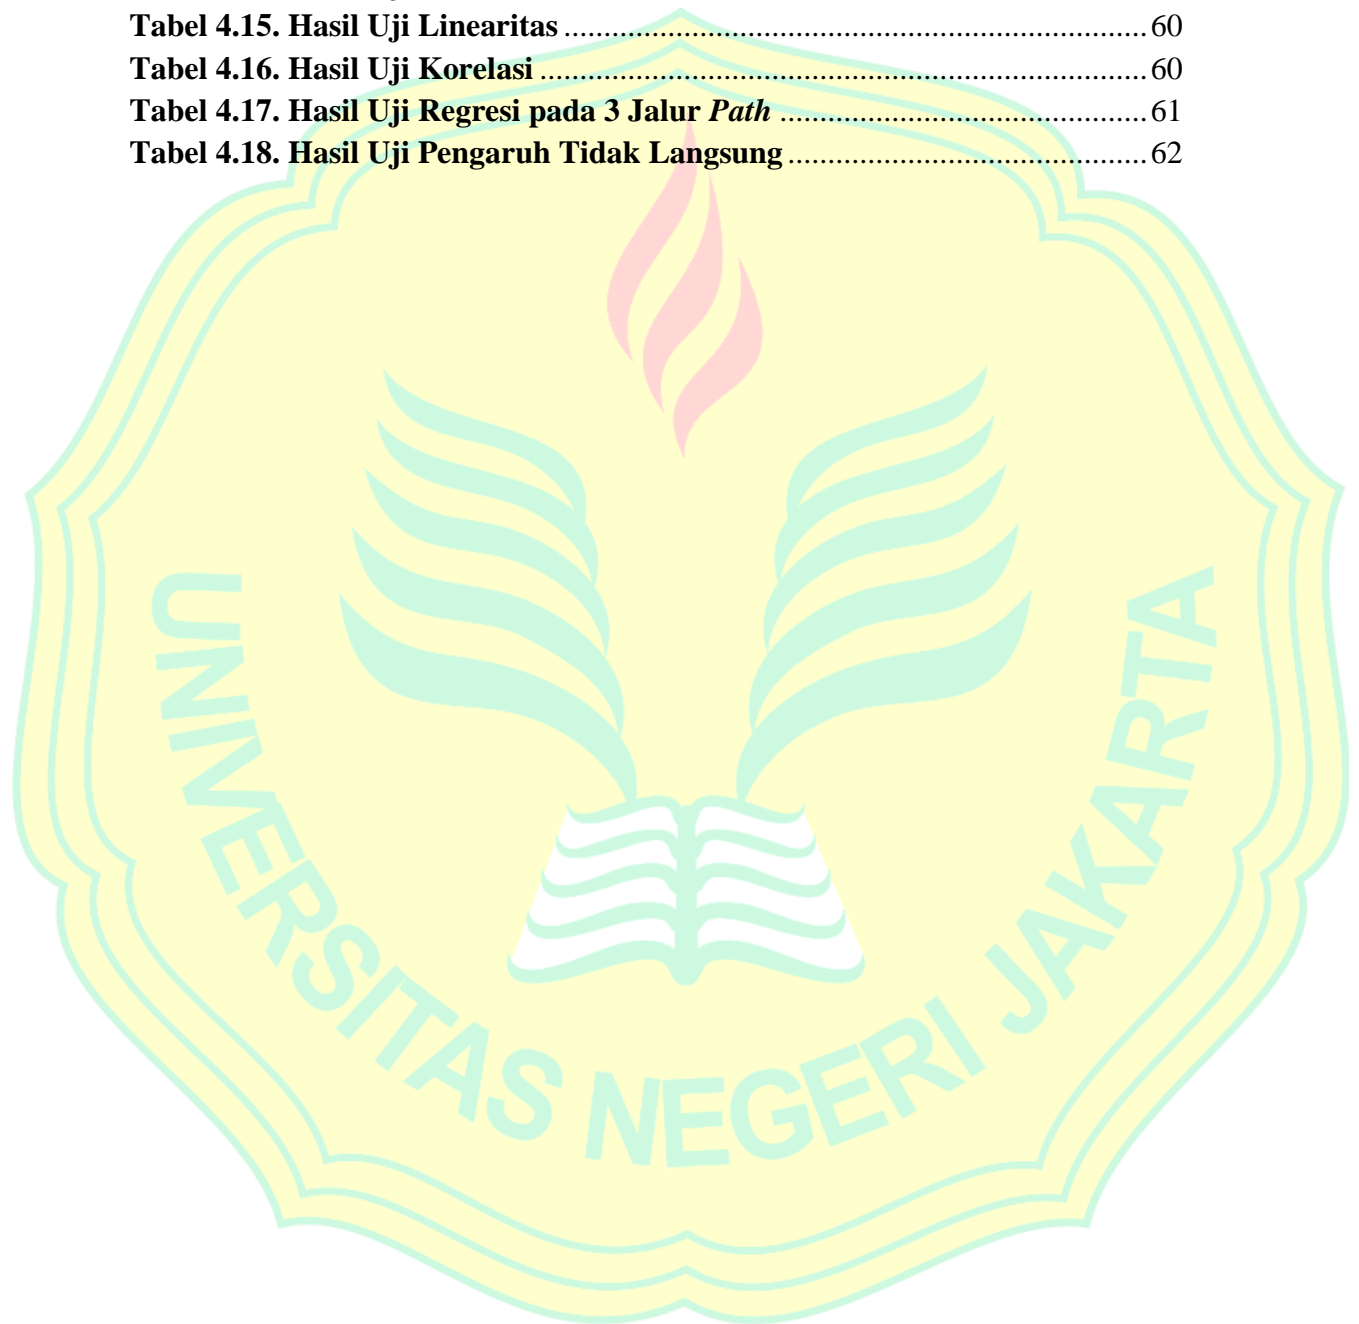 Tabel 4.15. Hasil Uji Linearitas ........................................................................ 60
Tabel 4.16. Hasil Uji Korelasi ........................................................................... 60
Tabel 4.17. Hasil Uji Regresi pada 3 Jalur Path .............................................. 61
Tabel 4.18. Hasil Uji Pengaruh Tidak Langsung ............................................. 62
UNIVERSITAS NEGERI JAKARTA